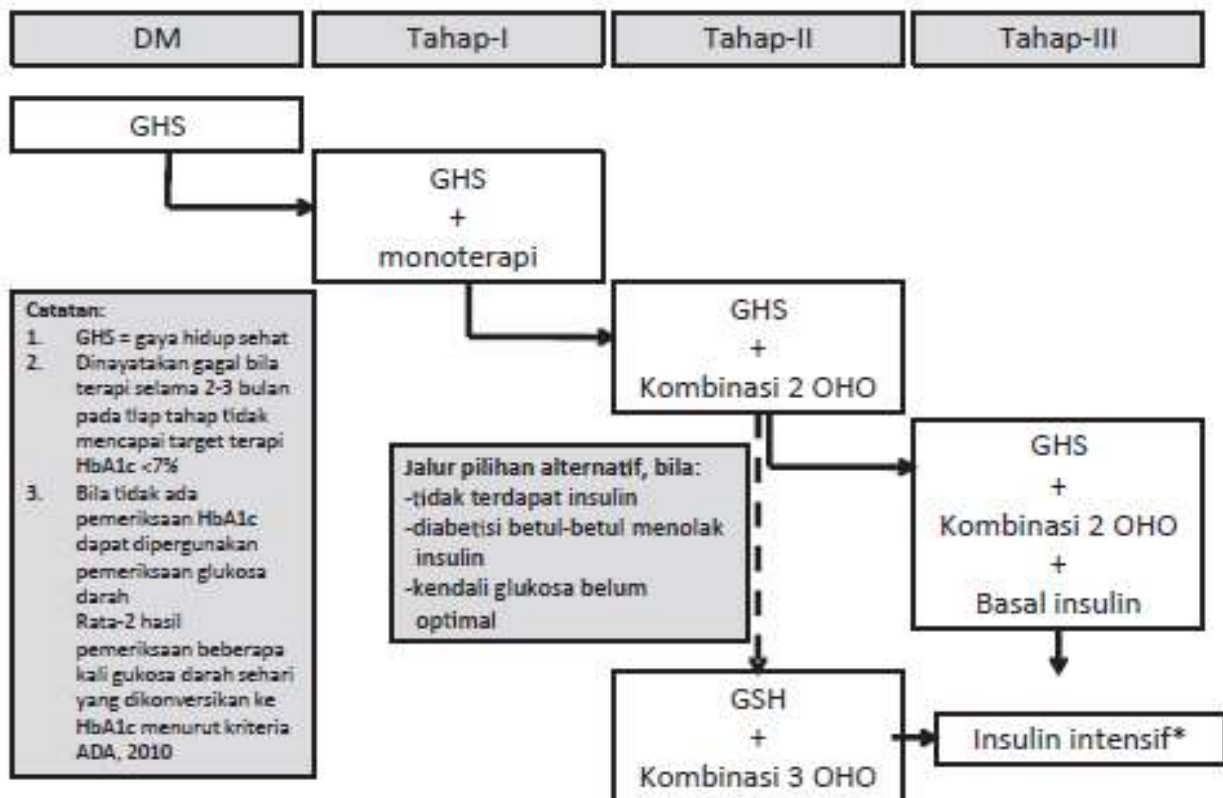 DM
Tahap-I
Tahap-II
Tahap-III
GHS
GHS
+
monoterapi
GHS
+
Kombinasi 2 OHO
GHS
+
Kombinasi 2 OHO
+
Basal insulin
Catatan:
1. GHS = gaya hidup sehat
2. Dinayatakan gagal bila
terapi selama 2-3 bulan
pada tiap tahap tidak
mencapai target terapi
HbA1c <7%
3. Bila tidak ada
pemeriksaan HbA1c
dapat dipergunakan
pemeriksaan glukosa
darah
Rata-2 hasil
pemeriksaan beberapa
kali gukosa darah sehari
yang dikonversikan ke
HbA1c menurut kriteria
ADA, 2010
Jalur pilihan alternatif, bila:
-tidak terdapat insulin
-diabetisi betul-betul menolak
insulin
-kendali glukosa belum
optimal
GSH
+
Kombinasi 3 OHO
Insulin intensif*